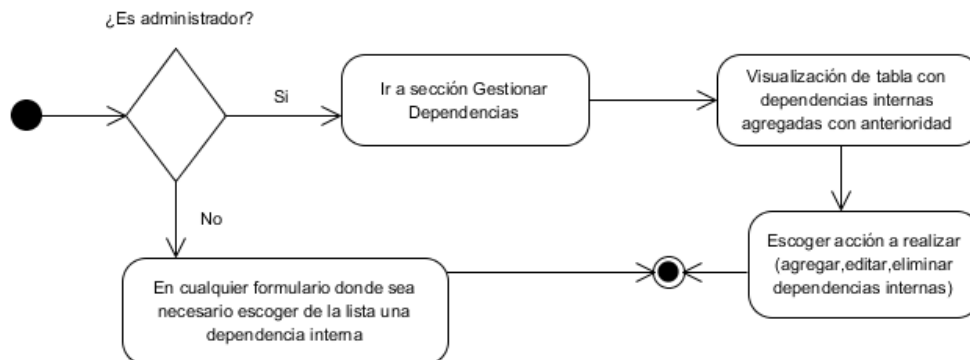 ¿Es administrador?
Si
Ir a sección Gestionar
Dependencias
Visualización de tabla con
dependencias internas
agregadas con anterioridad
No
Escoger acción a realizar
(agregar,editar,eliminar
dependencias internas)
En cualquier formulario donde sea
necesario escoger de la lista una
dependencia interna